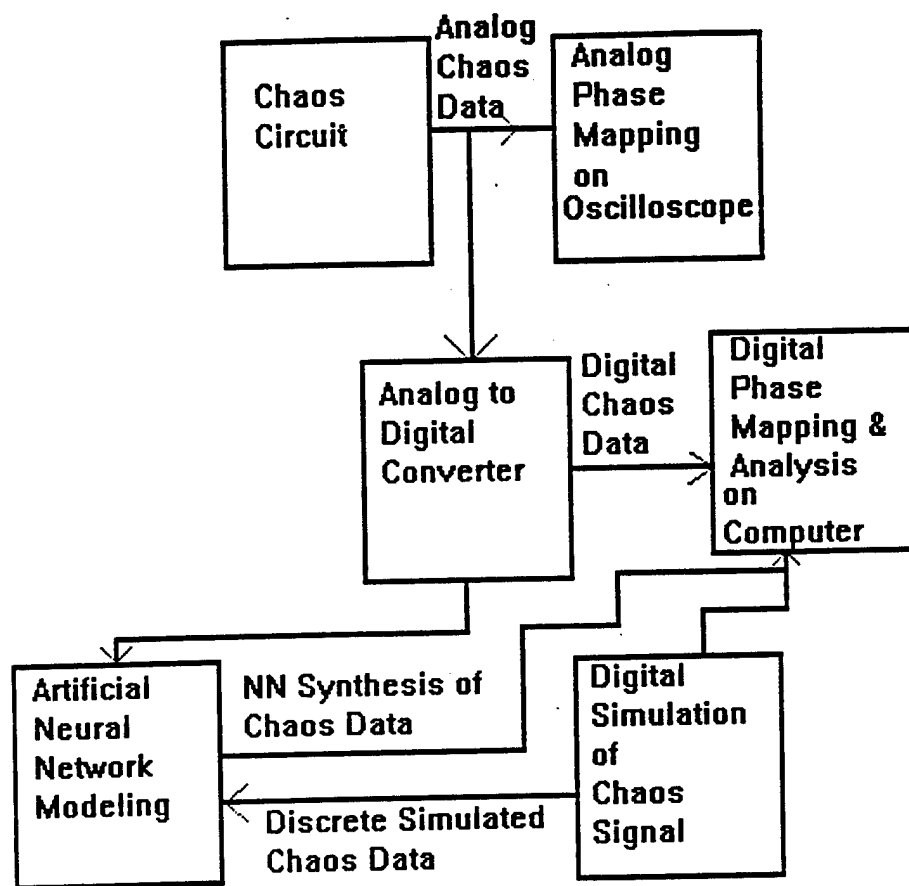 Chaos
Circuit
Analog
Chaos
Data
Analog
Phase
Mapping
on
Oscilloscope
Analog to
Digital
Converter
Digital
Chaos
Data
Digital
Phase
Mapping &
Analysis
on
Computer
Artificial
Neural
Network
Modeling
NN Synthesis of
Chaos Data
Discrete Simulated
Chaos Data
Digital
Simulation
of
Chaos
Signal